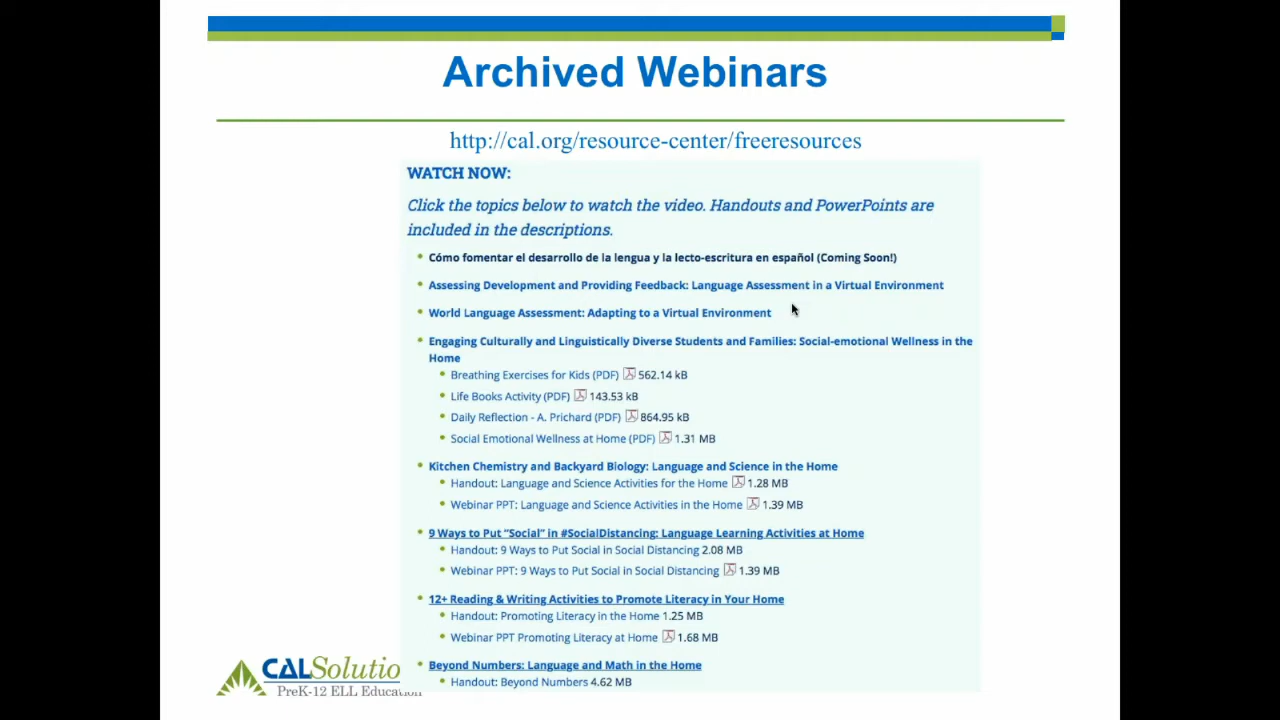 Archived Webinars
http://cal.org/resource-center/freeresources
WATCH NOW:
Click the topics below to watch the video. Handouts and PowerPoints are
included in the descriptions.
Cómo fomentar el desarrollo de la lengua y la lecto-escritura en español (Coming Soon!)
Assessing Development and Providing Feedback: Language Assessment in a Virtual Environment
World Language Assessment: Adapting to a Virtual Environment
Engaging Culturally and Linguistically Diverse Students and Families: Social-emotional Wellness in the
Home
Breathing Exercises for Kids (PDF) 562.14 kB
Life Books Activity (PDF) 143.53 kB
Daily Reflection - A. Prichard (PDF) 864.95 kB
Social Emotional Wellness at Home (PDF) 1.31 MB
Kitchen Chemistry and Backyard Biology: Language and Science in the Home
Handout: Language and Science Activities for the Home 1.28 MB
Webinar PPT: Language and Science Activities in the Home 1.39 MB
9 Ways to Put “Social” in #SocialDistancing: Language Learning Activities at Home
Handout: 9 Ways to Put Social in Social Distancing 2.08 MB
Webinar PPT: 9 Ways to Put Social in Social Distancing 1.39 MB
12+ Reading & Writing Activities to Promote Literacy in Your Home
Handout: Promoting Literacy in the Home 1.25 MB
Webinar PPT Promoting Literacy at Home 1.68 MB
Beyond Numbers: Language and Math in the Home
Handout: Beyond Numbers 4.62 MB
CALSolutio
PreK-12 ELL Education